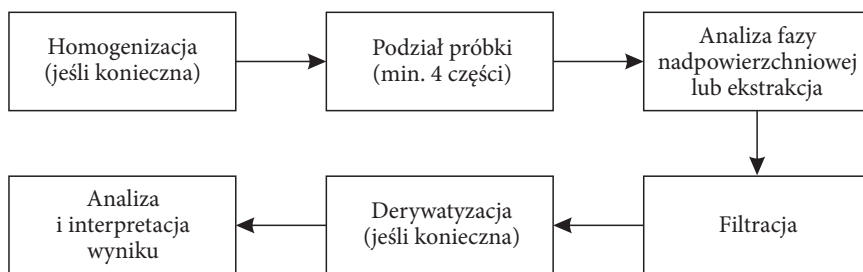 Homogenizacja
(jeśli konieczna)
Podział próbki
(min. 4 części)
Analiza fazy
nadpowierzchniowej
lub ekstrakcja
Filtracja
Derywatyzacja
(jeśli konieczna)
Analiza
i interpretacja
wyniku